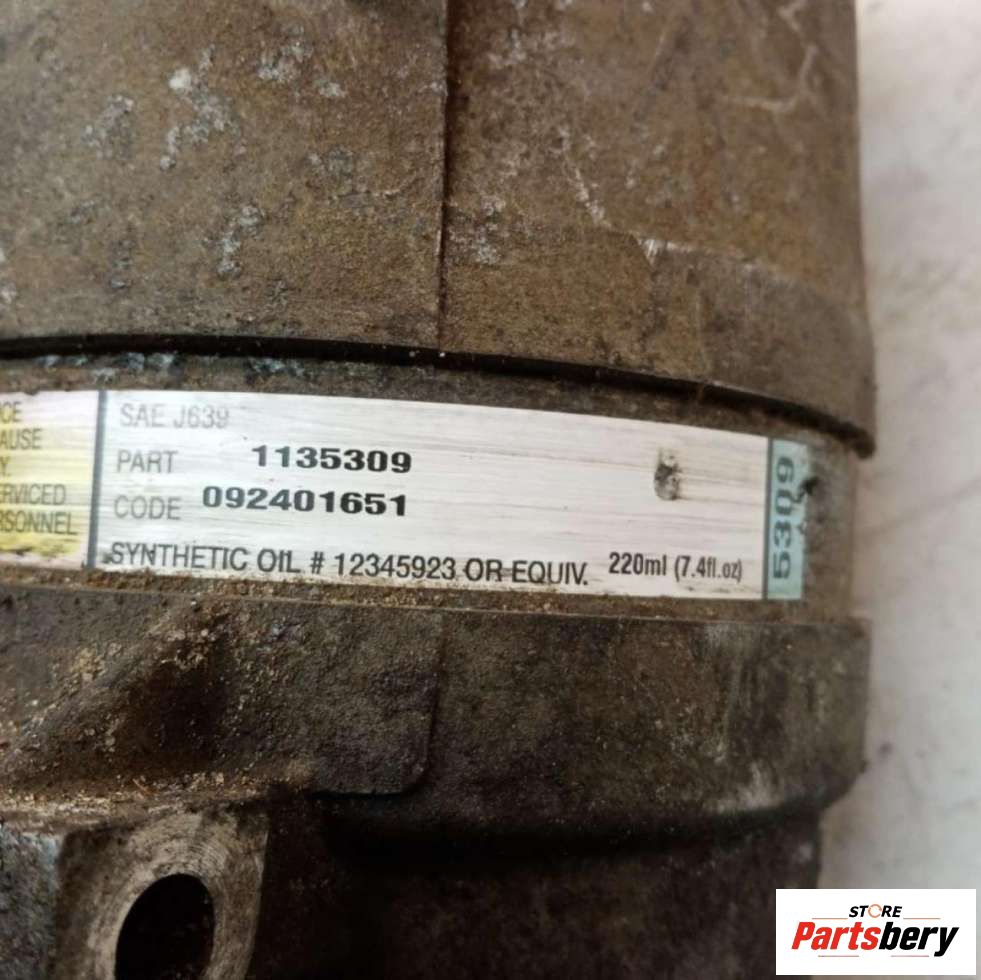 AUSE
ERVICED
RSONNEL
SAE J639
PART 1135309
CODE 092401651
SYNTHETIC OIL # 12345923 OR EQUIV. 220ml (7.4fl.oz)
5309
STORE
Partsbery